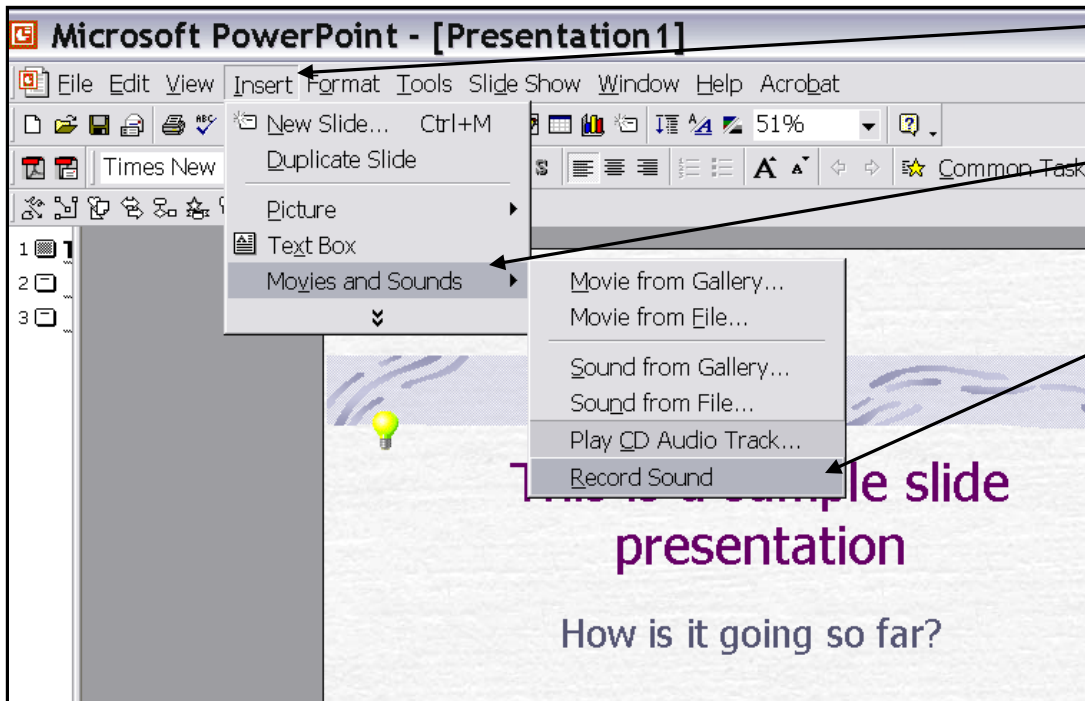 Microsoft PowerPoint - [Presentation1]
File Edit View Insert Format Tools Slide Show Window Help Acrobat
New Slide... Ctrl+M
51%
Duplicate Slide
Times New
Common Task
Picture
Text Box
Movies and Sounds
1
2
3
Movie from Gallery...
Movie from File...
Sound from Gallery...
Sound from File...
Play CD Audio Track...
Record Sound
This is a sample slide
presentation
How is it going so far?